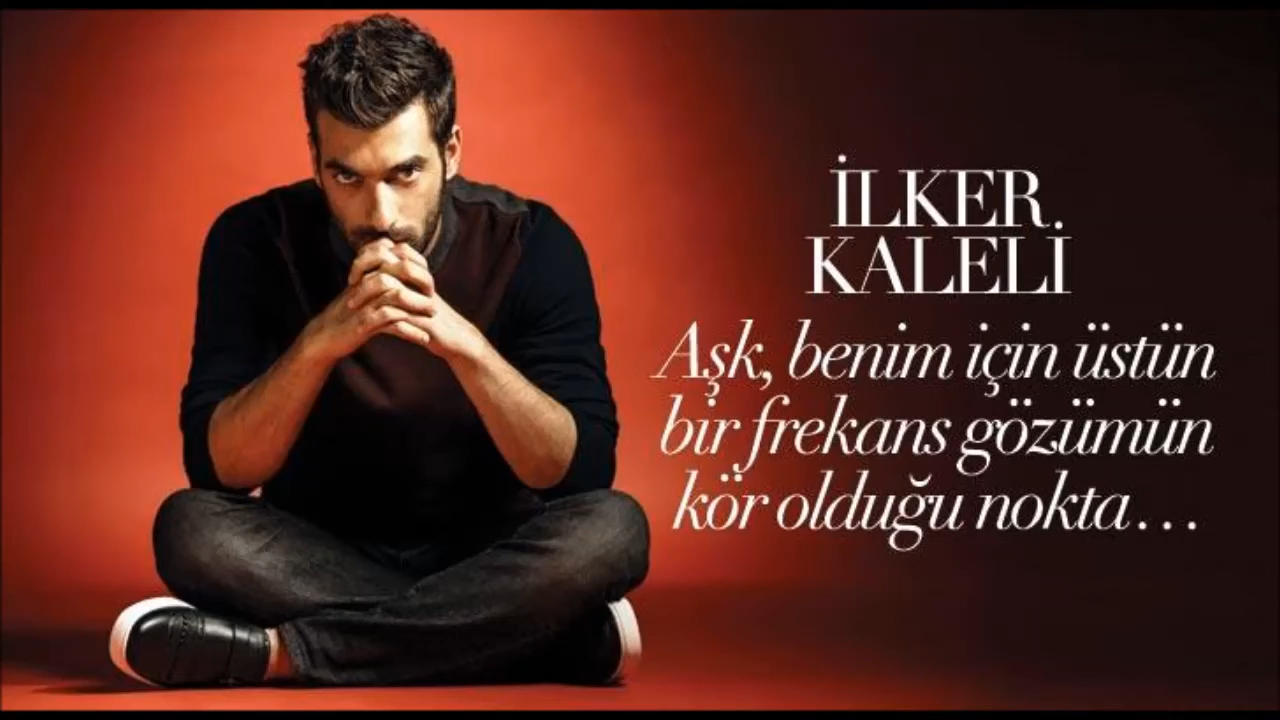 İLKER
KALELİ
Aşk, benim için üstün
bir frekans gözümün
kör olduğu nokta...